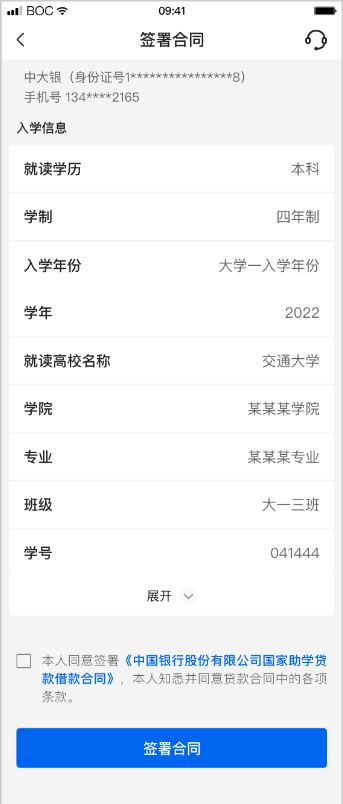 BOC 09:41
签署合同
中大银（身份证号1****************8）
手机号 134****2165
入学信息
就读学历 本科
学制 四年制
入学年份 大学一入学年份
学年 2022
就读高校名称 交通大学
学院 某某某学院
专业 某某某专业
班级 大一三班
学号 041444
展开
本人同意签署《中国银行股份有限公司国家助学贷
款借款合同》，本人知悉并同意贷款合同中的各项
条款。
签署合同